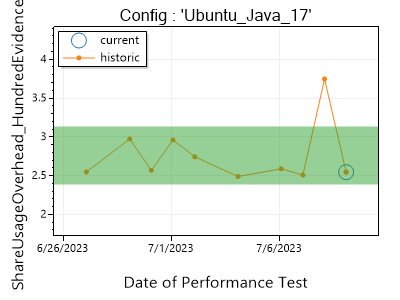 Config : 'Ubuntu_Java_17'
ShareUsageOverhead_HundredEvidence
current
historic
4
3.5
3
2.5
2
6/26/2023
7/1/2023
7/6/2023
Date of Performance Test